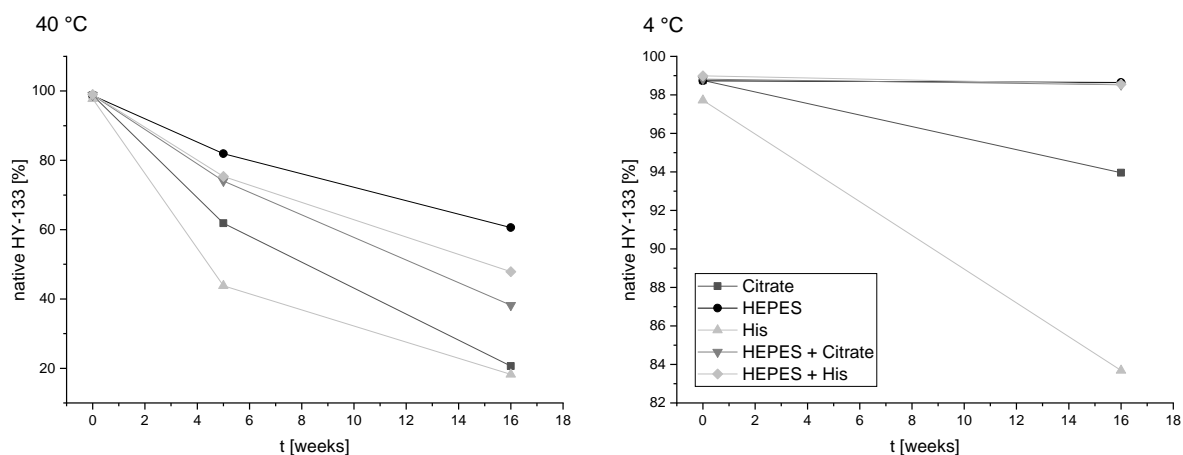 40 °C
native HY-133 [%]
100
80
60
40
20
0 2 4 6 8 10 12 14 16 18
t [weeks]
4 °C
native HY-133 [%]
100
98
96
94
92
90
88
86
84
82
0 2 4 6 8 10 12 14 16 18
t [weeks]
Citrate
HEPES
His
HEPES + Citrate
HEPES + His